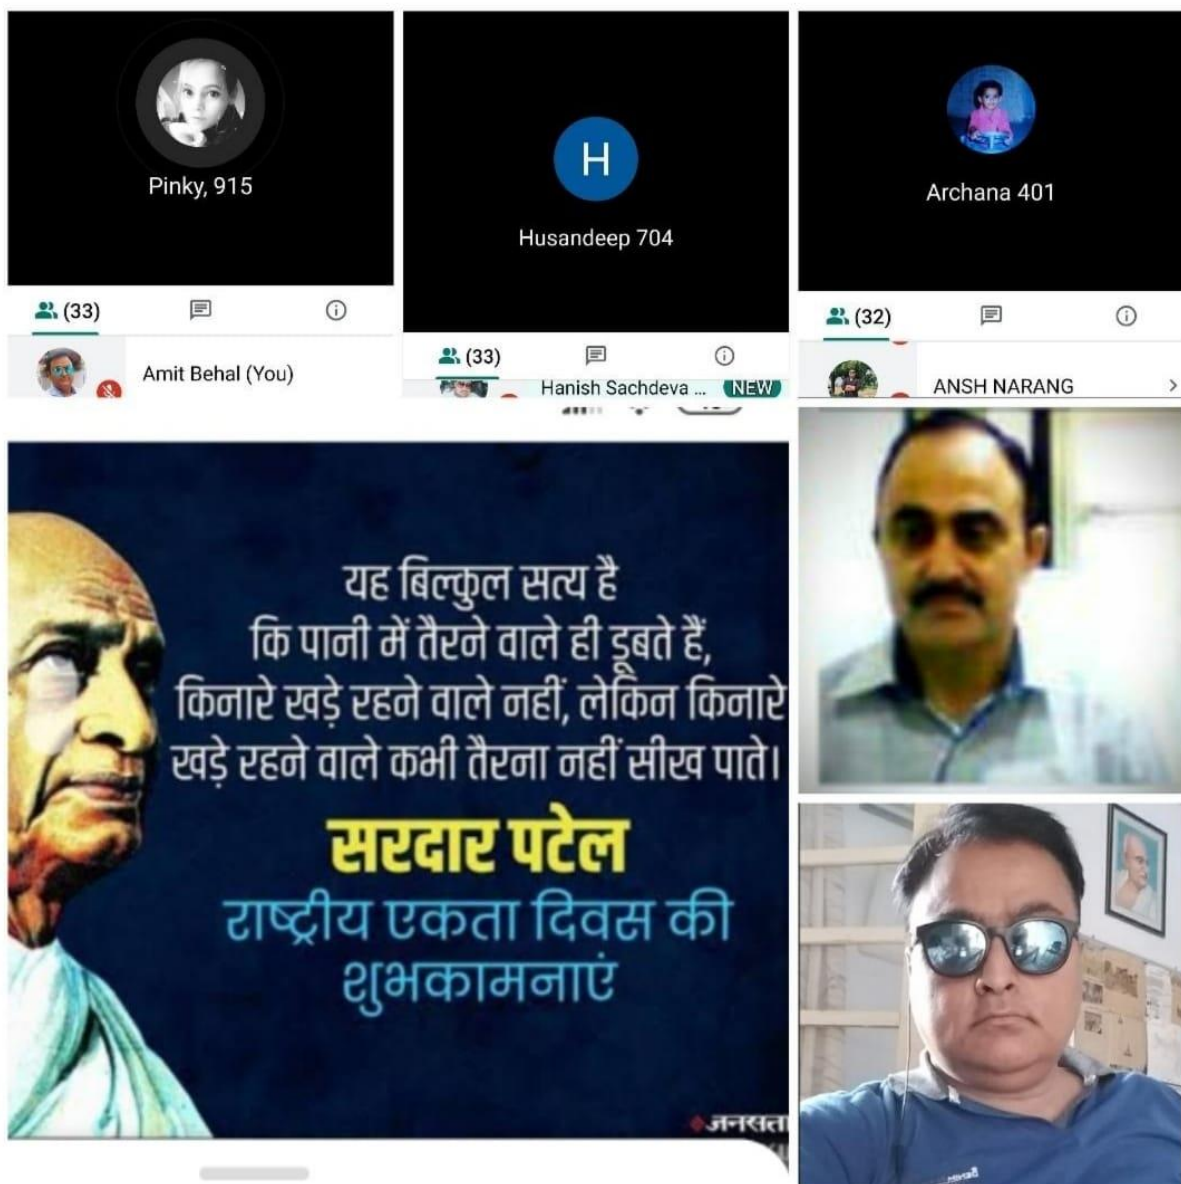 Pinky, 915
(33)
Amit Behal (You)
H
Husandeep 704
(33)
Hanish Sachdeva ...
NEW
Archana 401
(32)
ANSH NARANG
यह बिल्कुल सत्य है
कि पानी में तैरने वाले ही डूबते हैं,
किनारे खड़े रहने वाले नहीं, लेकिन किनारे
खड़े रहने वाले कभी तैरना नहीं सीख पाते।
सरदार पटेल
राष्ट्रीय एकता दिवस की
शुभकामनाएं
जनसता